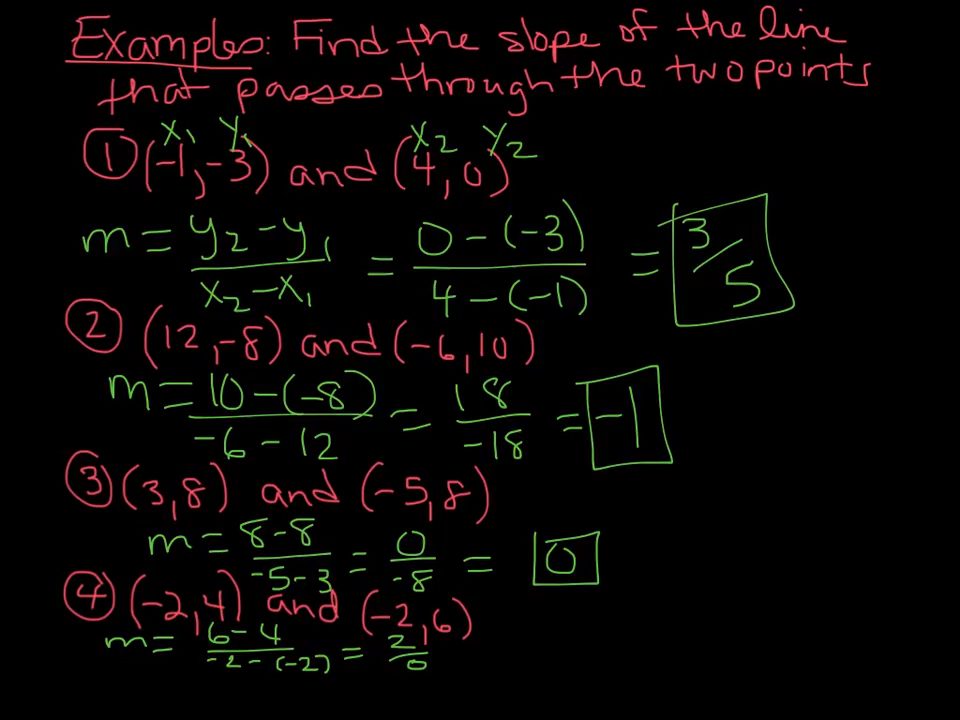 Examples: Find the slope of the line
that passes through the two points
x₁ y₁ x₂ y₂
① (-1, -3) and (4, 0)
m = y₂ - y₁ / x₂ - x₁ = 0 - (-3) / 4 - (-1) = 3/5
② (12, -8) and (-6, 10)
m = 10 - (-8) / -6 - 12 = 18 / -18 = -1
③ (3, 8) and (-5, 8)
m = 8 - 8 / -5 - 3 = 0 / -8 = 0
④ (-2, 4) and (-2, 6)
m = 6 - 4 / -2 - (-2) = 2/0